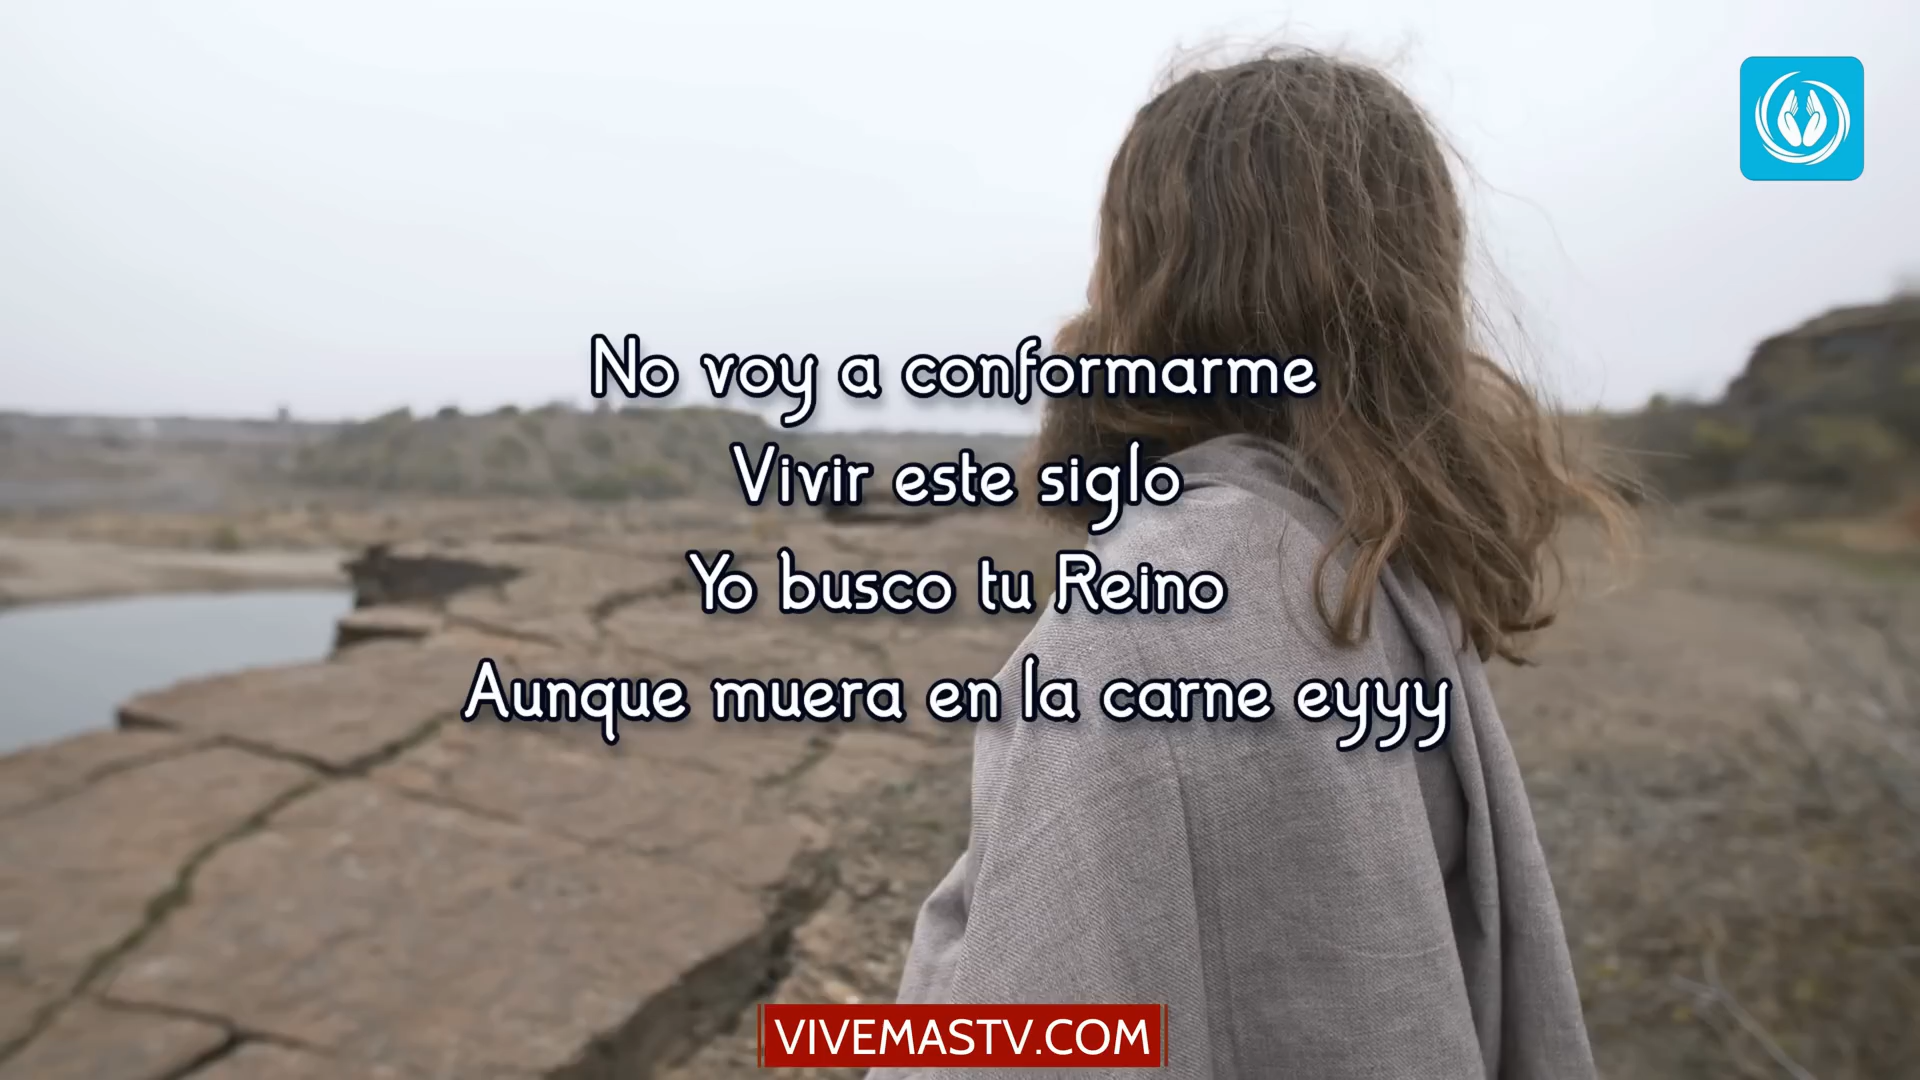 No voy a conformarme
Vivir este siglo
Yo busco tu Reino
Aunque muera en la carne eyyy
VIVEMASTV.COM